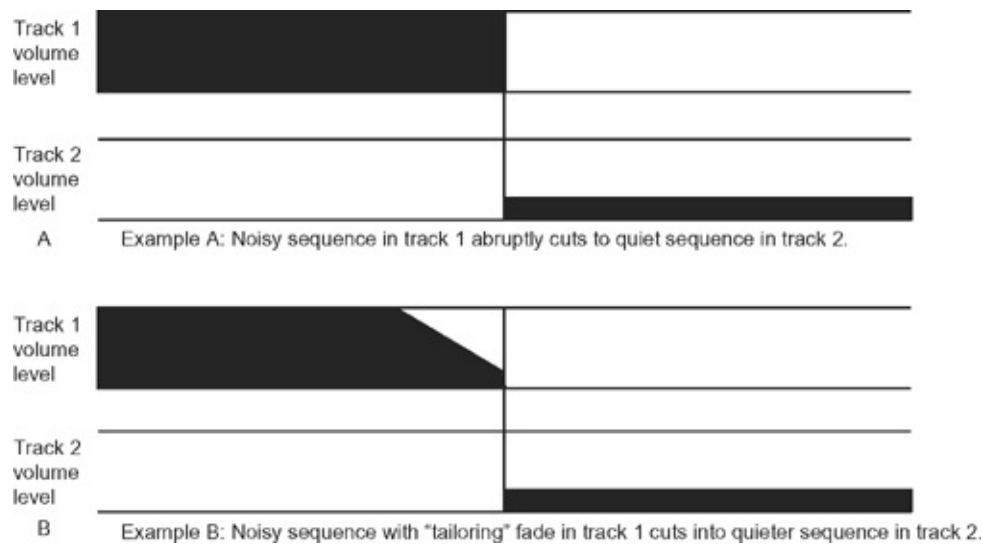 Track 1
volume
level
Track 2
volume
level
A
Example A: Noisy sequence in track 1 abruptly cuts to quiet sequence in track 2.
Track 1
volume
level
Track 2
volume
level
B
Example B: Noisy sequence with “tailoring” fade in track 1 cuts into quieter sequence in track 2.